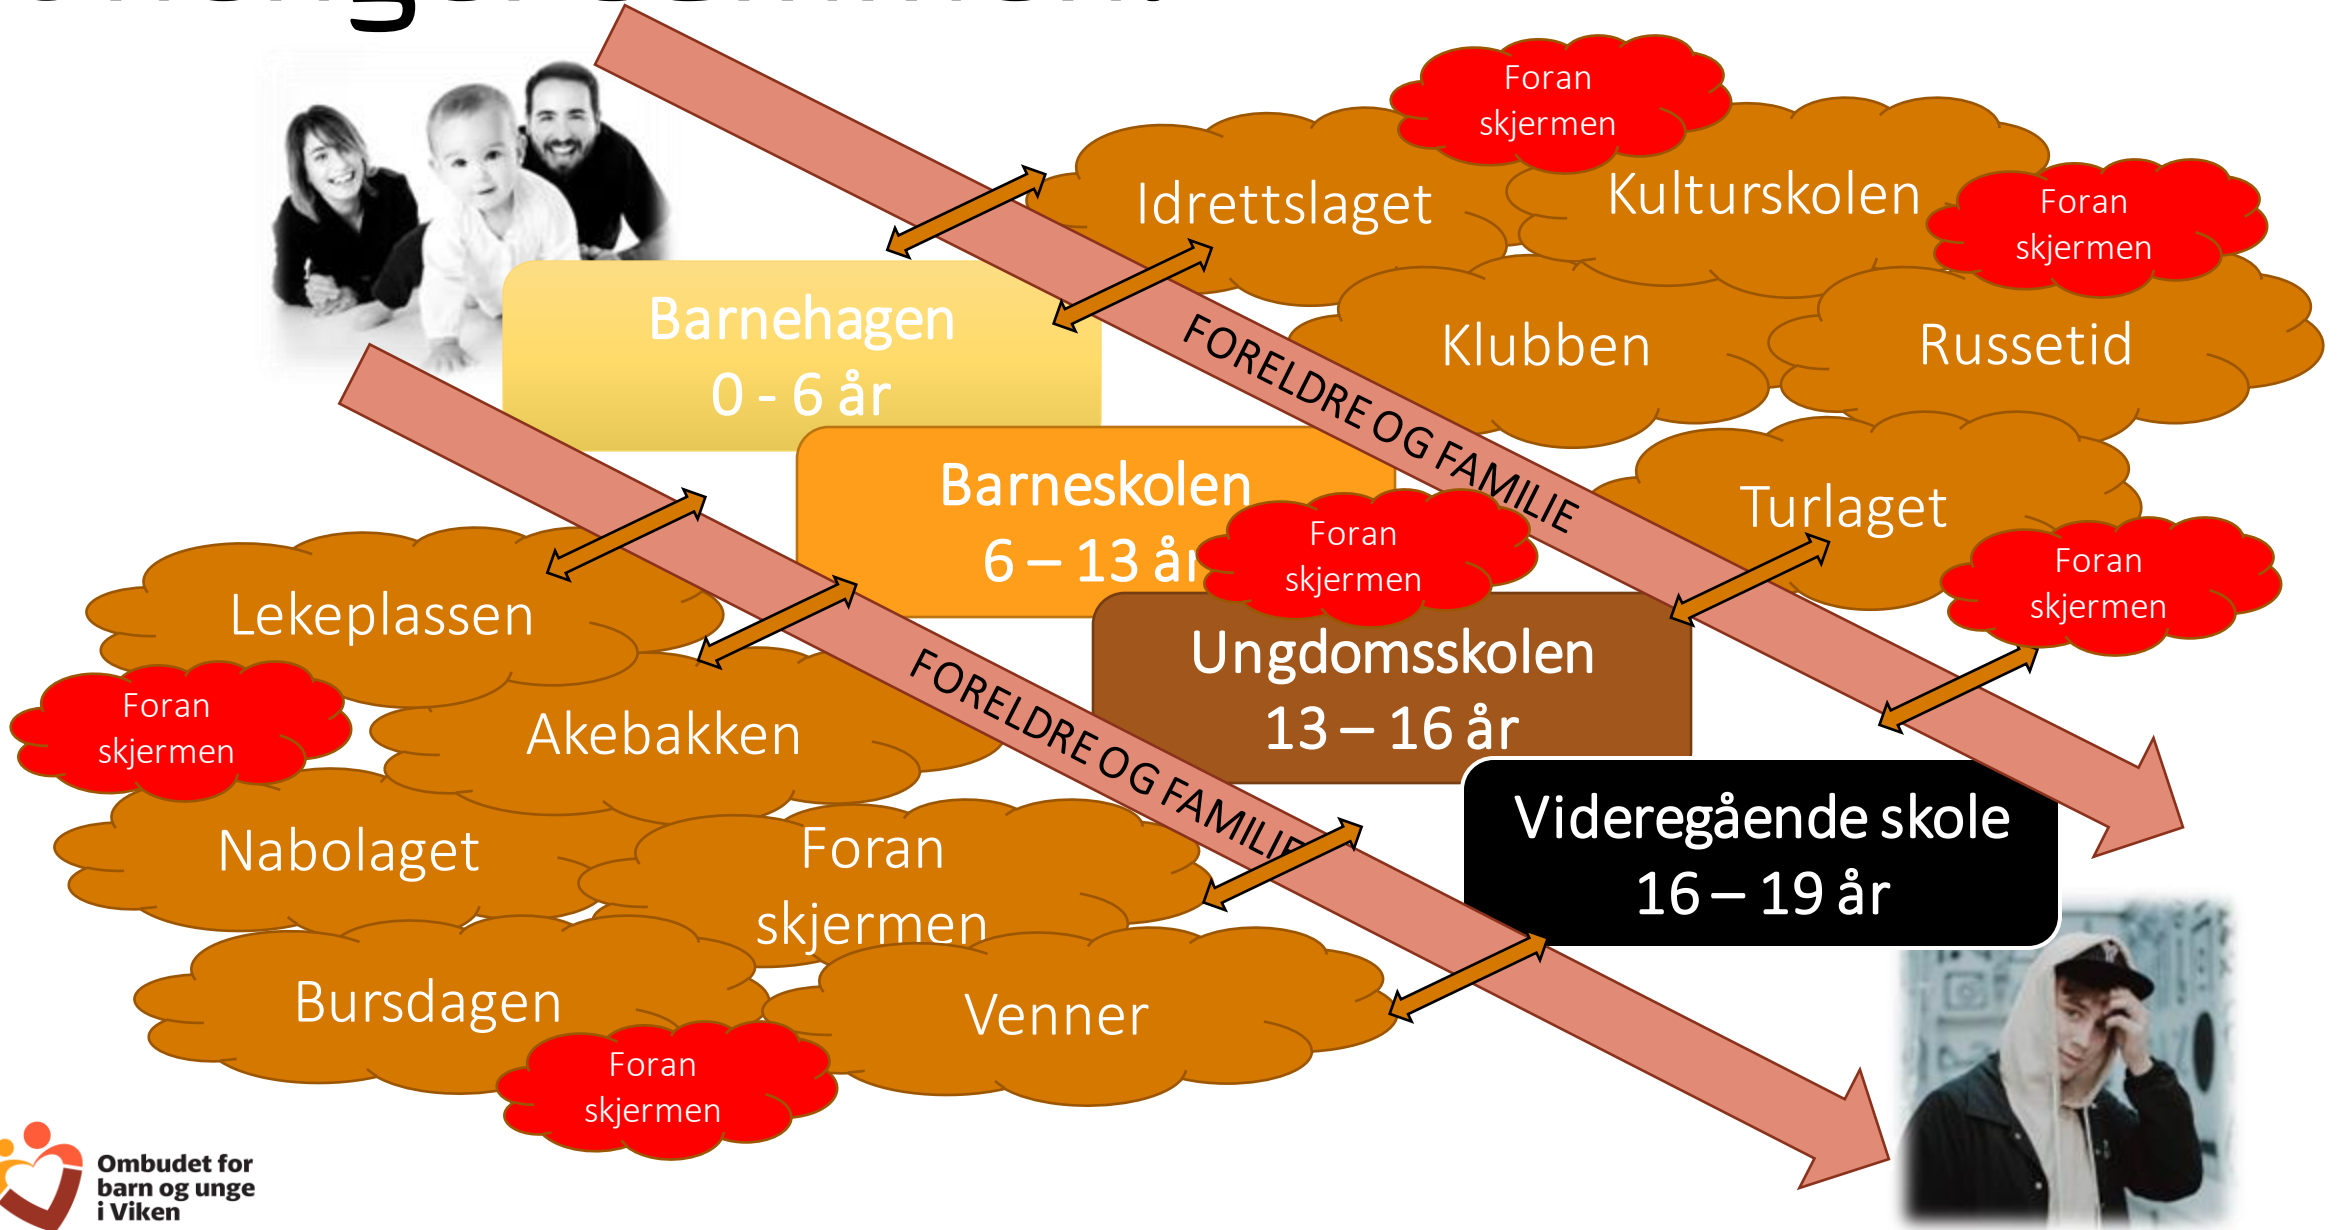 Foran
skjermen
Idrettslaget
Kulturskolen
Foran
skjermen
Barnehagen
0 - 6 år
Klubben
Russetid
FORELDRE OG FAMILIE
Barneskolen
6 – 13 år
Foran
skjermen
Turlaget
Foran
skjermen
Lekeplassen
Ungdomsskolen
13 – 16 år
Foran
skjermen
Akebakken
FORELDRE OG FAMILIE
Videregående skole
16 – 19 år
Nabolaget
Foran
skjermen
Bursdagen
Venner
Foran
skjermen
Ombudet for
barn og unge
i Viken